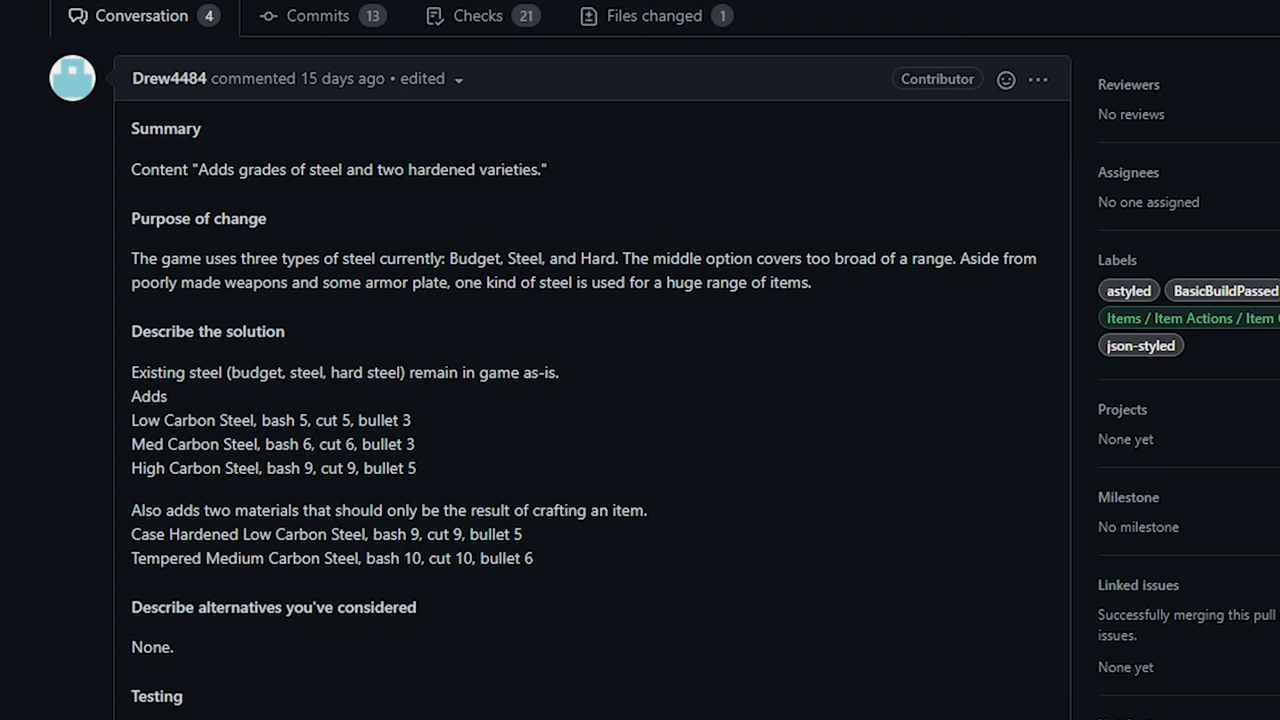 Conversation 4 Commits 13 Checks 21 Files changed 1
Drew4484 commented 15 days ago • edited Contributor
Summary
Content "Adds grades of steel and two hardened varieties."
Purpose of change
The game uses three types of steel currently: Budget, Steel, and Hard. The middle option covers too broad of a range. Aside from
poorly made weapons and some armor plate, one kind of steel is used for a huge range of items.
Describe the solution
Existing steel (budget, steel, hard steel) remain in game as-is.
Adds
Low Carbon Steel, bash 5, cut 5, bullet 3
Med Carbon Steel, bash 6, cut 6, bullet 3
High Carbon Steel, bash 9, cut 9, bullet 5
Also adds two materials that should only be the result of crafting an item.
Case Hardened Low Carbon Steel, bash 9, cut 9, bullet 5
Tempered Medium Carbon Steel, bash 10, cut 10, bullet 6
Describe alternatives you've considered
None.
Testing
Reviewers
No reviews
Assignees
No one assigned
Labels
astyled BasicBuildPassed
Items / Item Actions / Item
json-styled
Projects
None yet
Milestone
No milestone
Linked issues
Successfully merging this pull
issues.
None yet